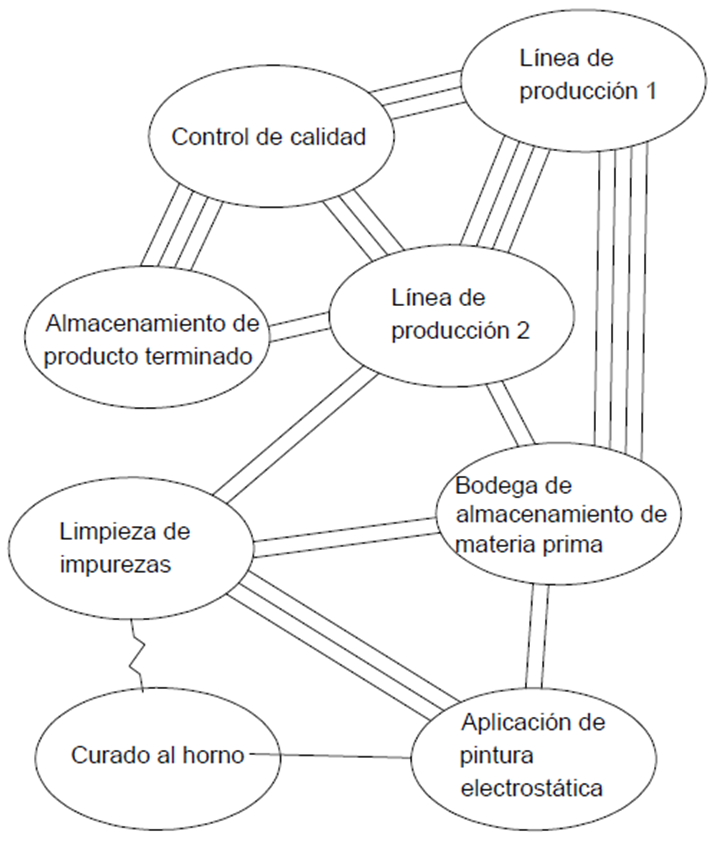 Línea de
producción 1
Control de calidad
Línea de
producción 2
Almacenamiento de
producto terminado
Bodega de
almacenamiento de
materia prima
Limpieza de
impurezas
Aplicación de
pintura
electrostática
Curado al horno